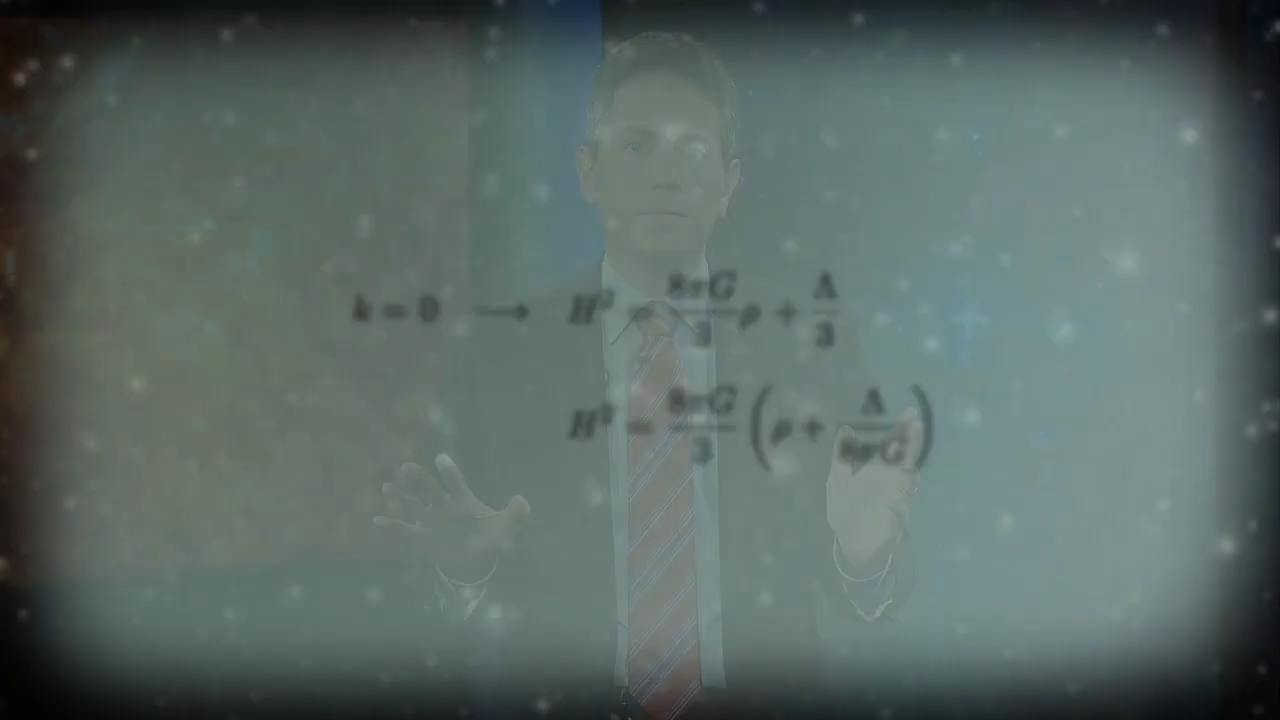 k = 0 ⟶ H² = 8πG/3 ρ + Λ/3
H² = 8πG/3 (ρ + Λ/8πG)